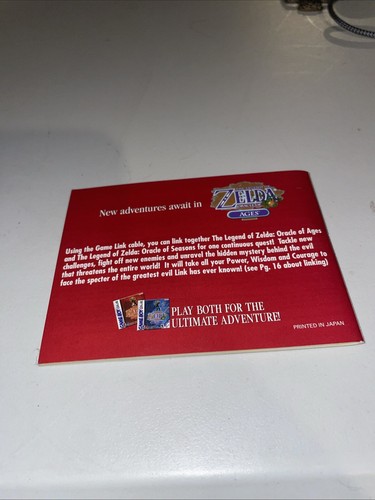 New adventures await in
ZELDA
AGES
Using the Game Link cable, you can link together The Legend of Zelda: Oracle of Ages
and The Legend of Zelda: Oracle of Seasons for one continuous quest! Tackle new
challenges, fight off new enemies and unravel the hidden mystery behind the evil
that threatens the entire world! It will take all your Power, Wisdom and Courage to
face the specter of the greatest evil Link has ever known! (see Pg. 16 about linking)
PLAY BOTH FOR THE
ULTIMATE ADVENTURE!
PRINTED IN JAPAN